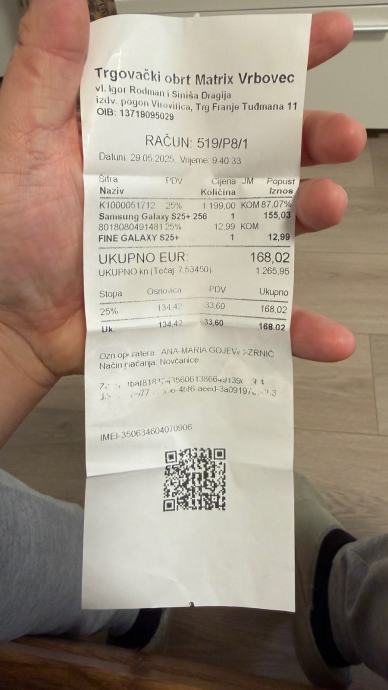 Trgovački obrt Matrix Vrbovec
vl. Igor Rodman i Siniša Dragija
izdv. pogon Virovitica, Trg Franje Tuđmana 11
OIB: 13719095029
RAČUN: 519/P8/1
Datum: 29.05.2025. Vrijeme: 9:40:33
Šifra PDV Cijena JM Popust
Naziv Količina Iznos
K1000051712 25% 1.199,00 KOM 87,07%
Samsung Galaxy S25+ 256 1 155,03
8018080491481 25% 12,99 KOM
FINE GALAXY S25+ 1 12,99
UKUPNO EUR: 168,02
UKUPNO kn (Tečaj: 7,53450) 1.265,95
Stopa Osnovica PDV Ukupno
25% 134,42 33,60 168,02
Uk. 134,42 33,60 168,02
Ozn operatera: ANA-MARIA
Način plaćanja: Novčanice
IMEI-350634604070906